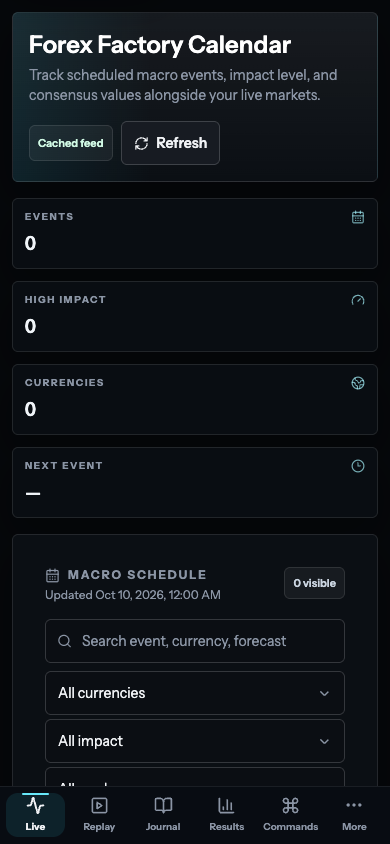 Forex Factory Calendar
Track scheduled macro events, impact level, and
consensus values alongside your live markets.
Cached feed
Refresh
EVENTS
0
HIGH IMPACT
0
CURRENCIES
0
NEXT EVENT
—
MACRO SCHEDULE
Updated Oct 10, 2026, 12:00 AM
0 visible
Search event, currency, forecast
All currencies
All impact
Live
Replay
Journal
Results
Commands
More